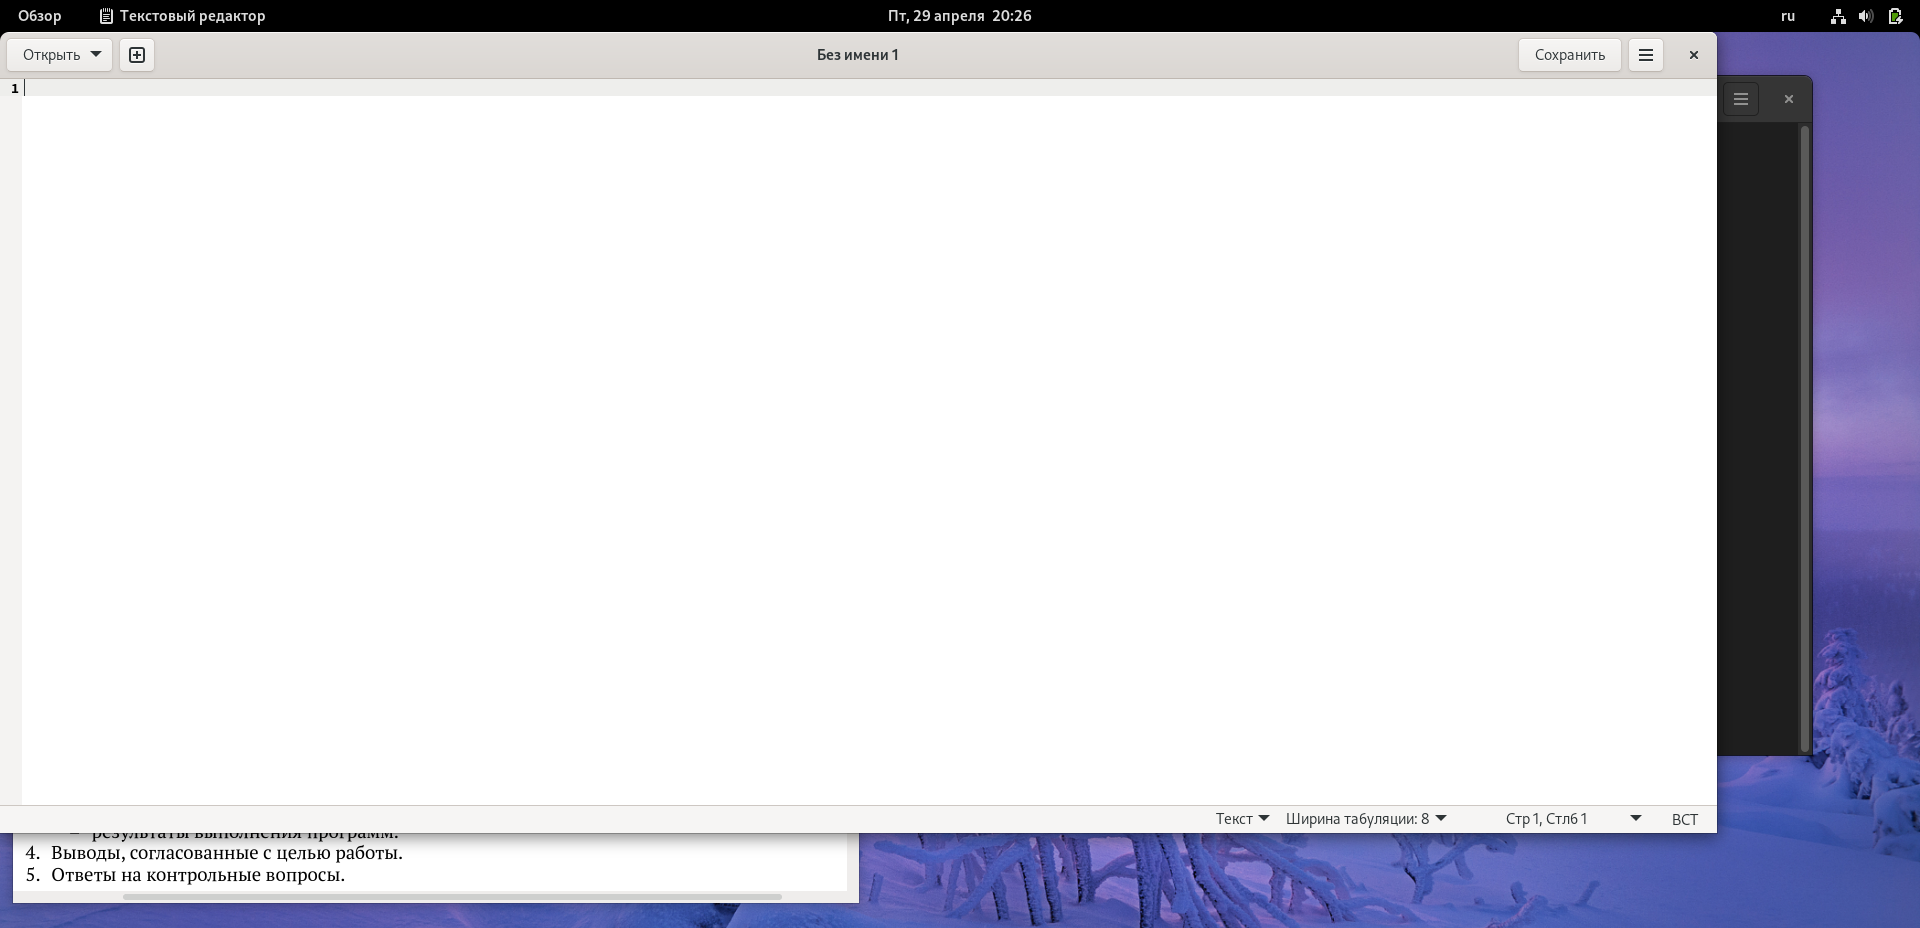 Обзор Текстовый редактор Пт, 29 апреля 20:26 ru
Открыть Без имени 1 Сохранить
1
Текст Ширина табуляции: 8 Стр 1, Стлб 1 ВСТ
– результаты выполнения программ.
4. Выводы, согласованные с целью работы.
5. Ответы на контрольные вопросы.